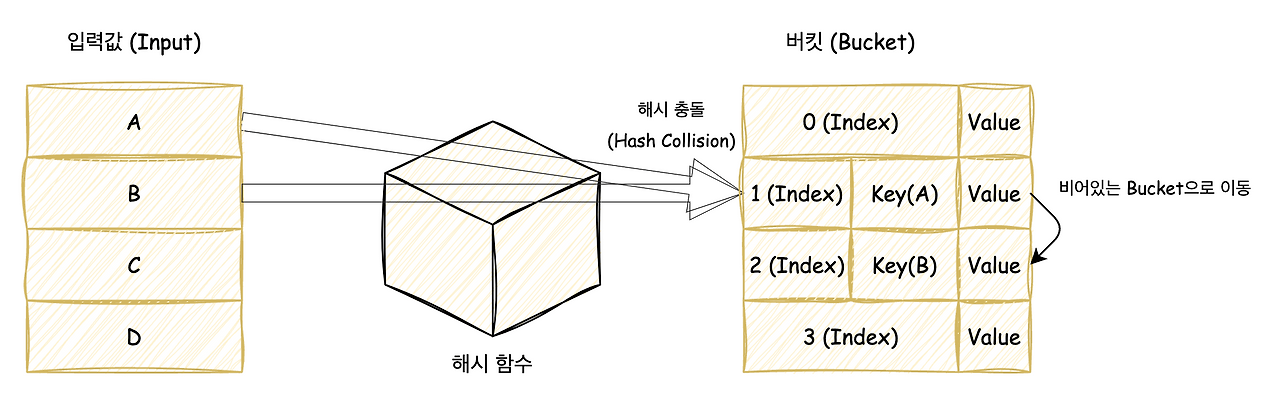 입력값 (Input)
A
B
C
D
해시 함수
해시 충돌
(Hash Collision)
버킷 (Bucket)
0 (Index) Value
1 (Index) Key(A) Value
2 (Index) Key(B) Value
3 (Index) Value
비어있는 Bucket으로 이동